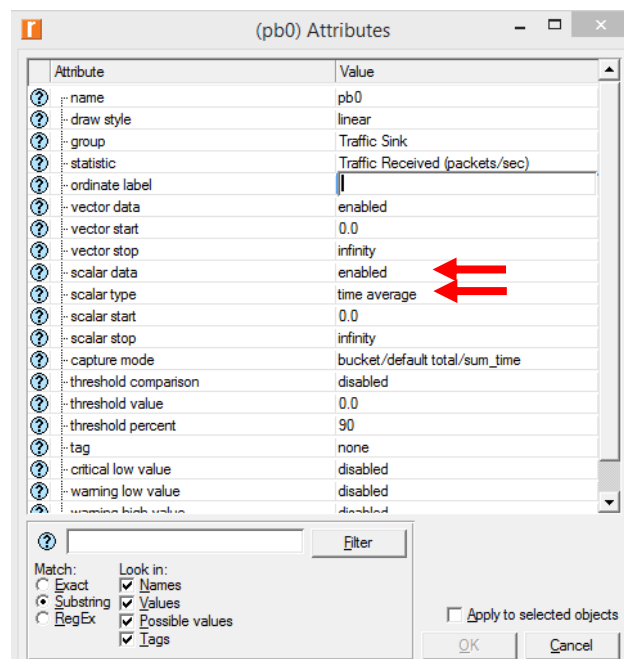 (pb0) Attributes
Attribute Value
name pb0
draw style linear
group Traffic Sink
statistic Traffic Received (packets/sec)
ordinate label
vector data enabled
vector start 0.0
vector stop infinity
scalar data enabled
scalar type time average
scalar start 0.0
scalar stop infinity
capture mode bucket/default total/sum_time
threshold comparison disabled
threshold value 0.0
threshold percent 90
tag none
critical low value disabled
warning low value disabled
warning high value disabled
Filter
Match: Look in:
Exact Names
Substring Values
RegEx Possible values
Tags
Apply to selected objects
OK Cancel